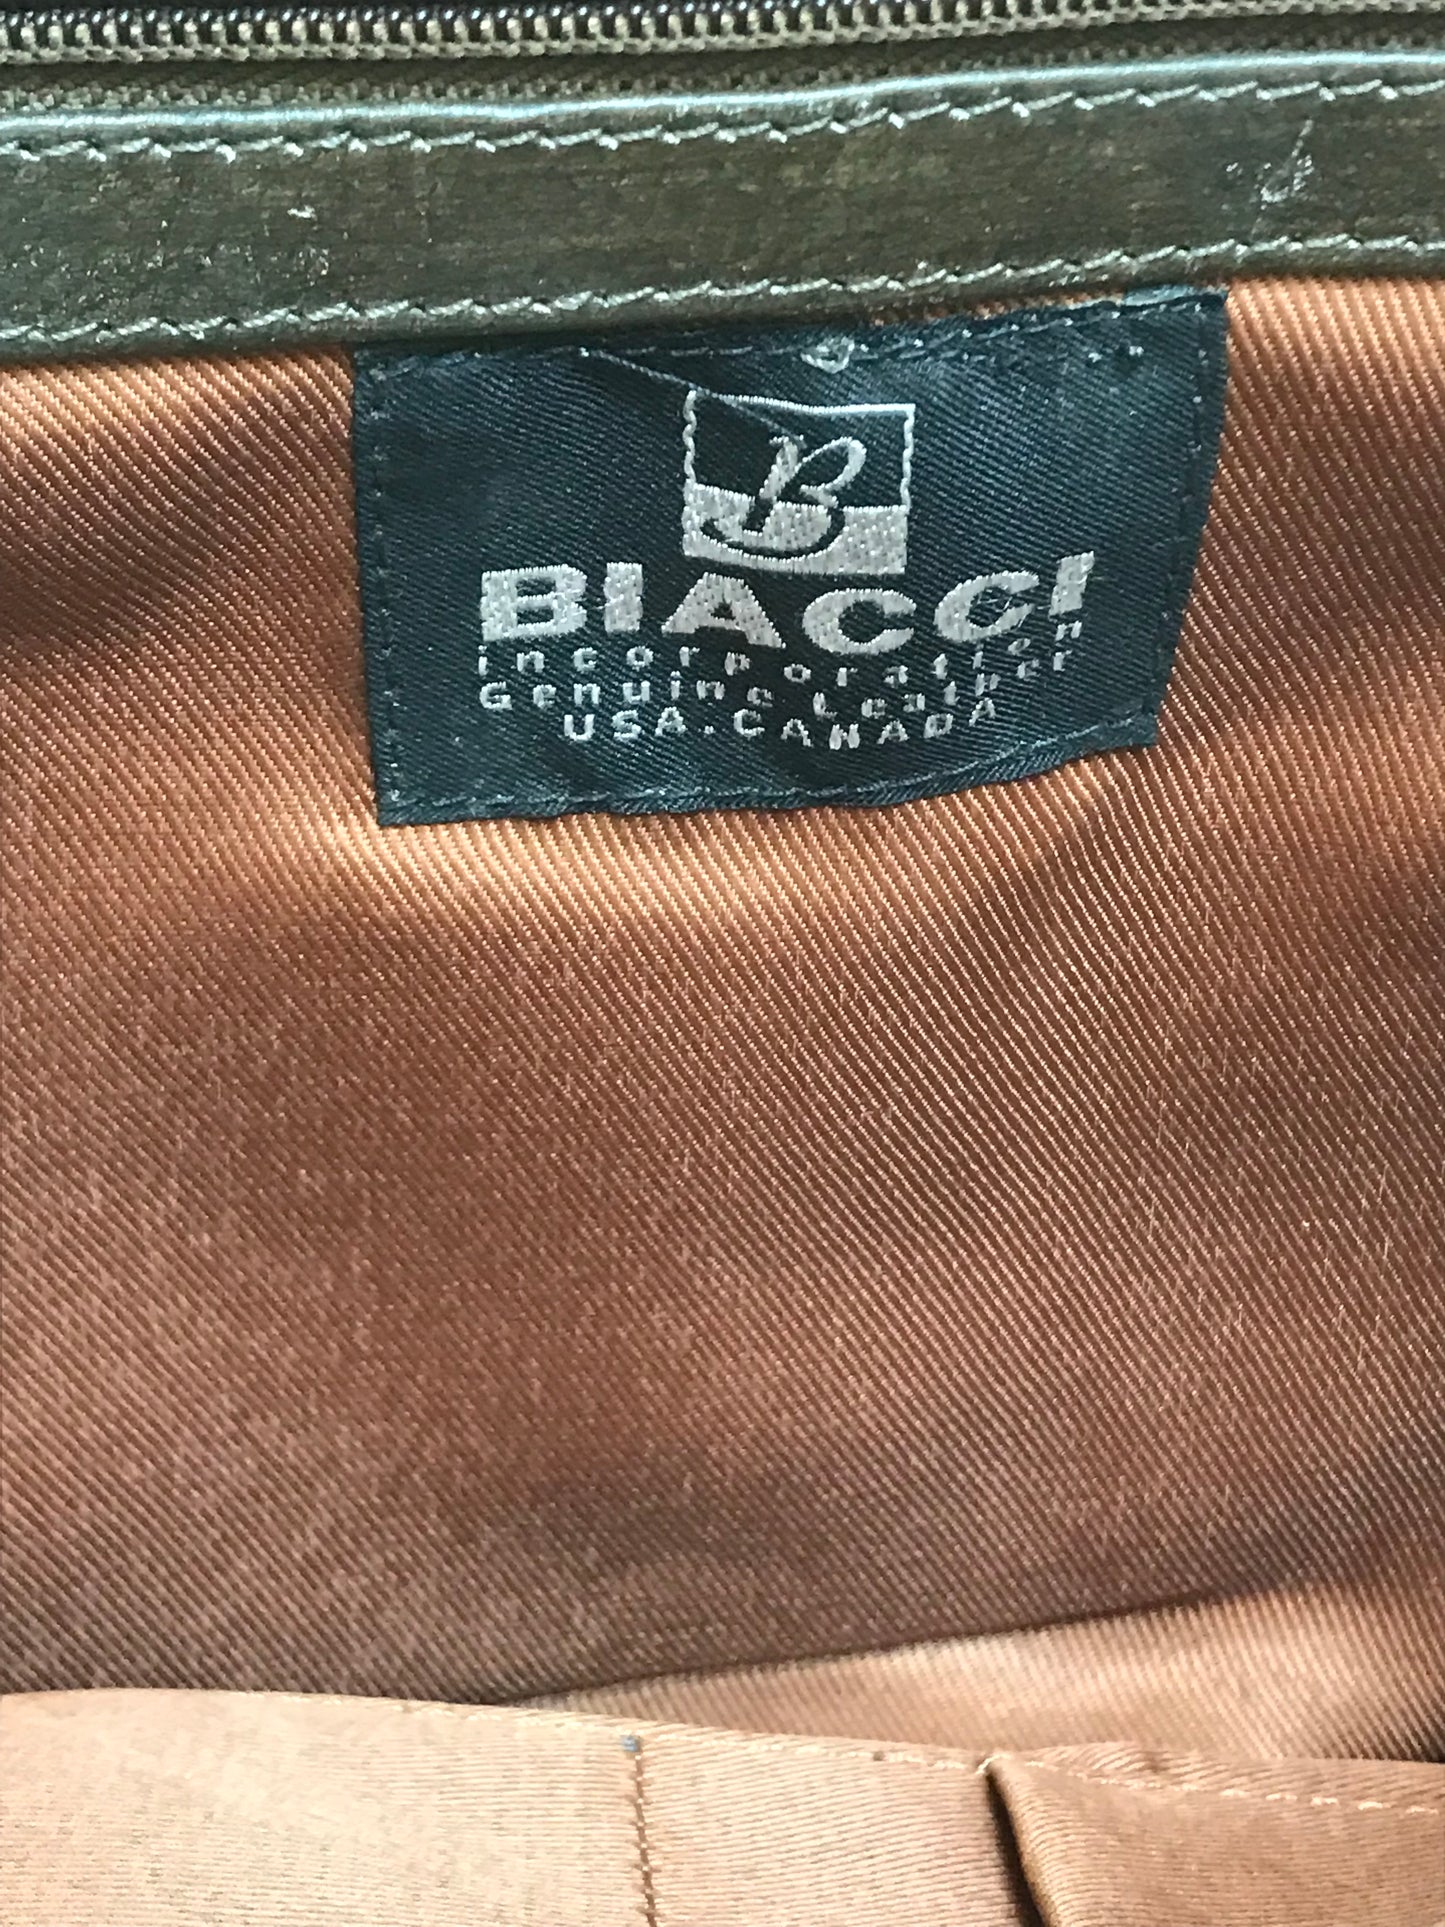 B
BIACCI
incorporation
Genuine Leather
USA.CANADA